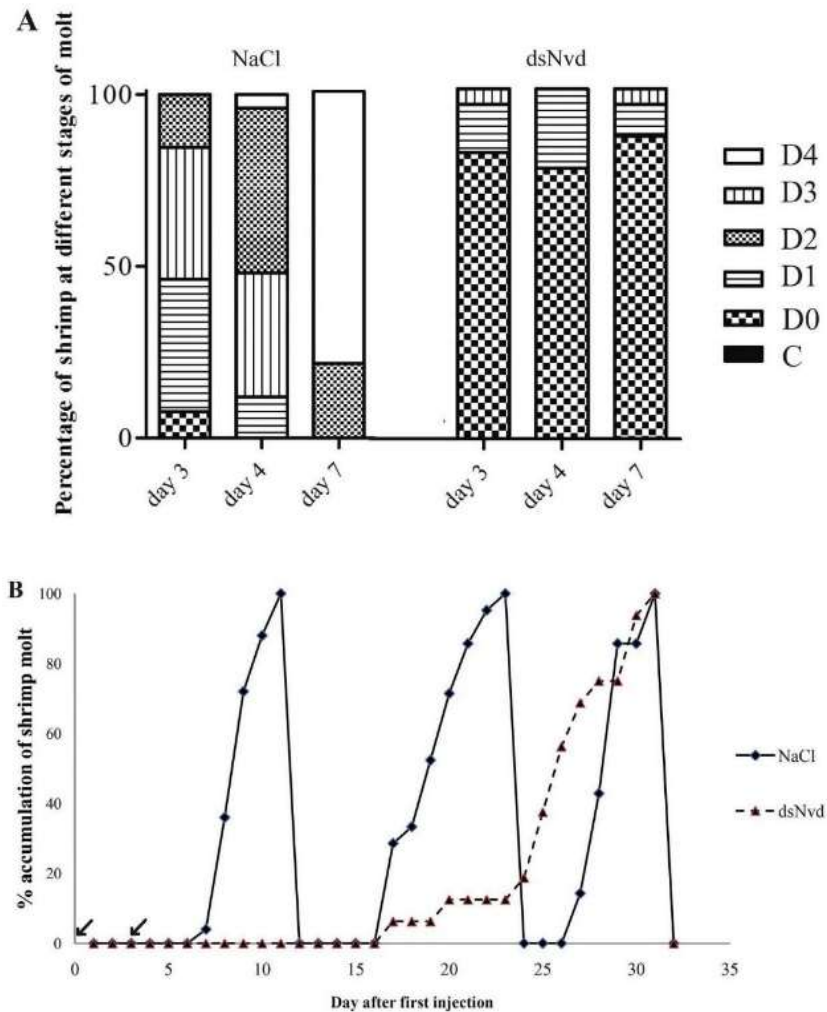 A
NaCl
dsNvd
Percentage of shrimp at different stages of molt
100
50
0
day 3
day 4
day 7
day 3
day 4
day 7
D4
D3
D2
D1
D0
C
B
% accumulation of shrimp molt
100
80
60
40
20
0
0 5 10 15 20 25 30 35
Day after first injection
NaCl
dsNvd